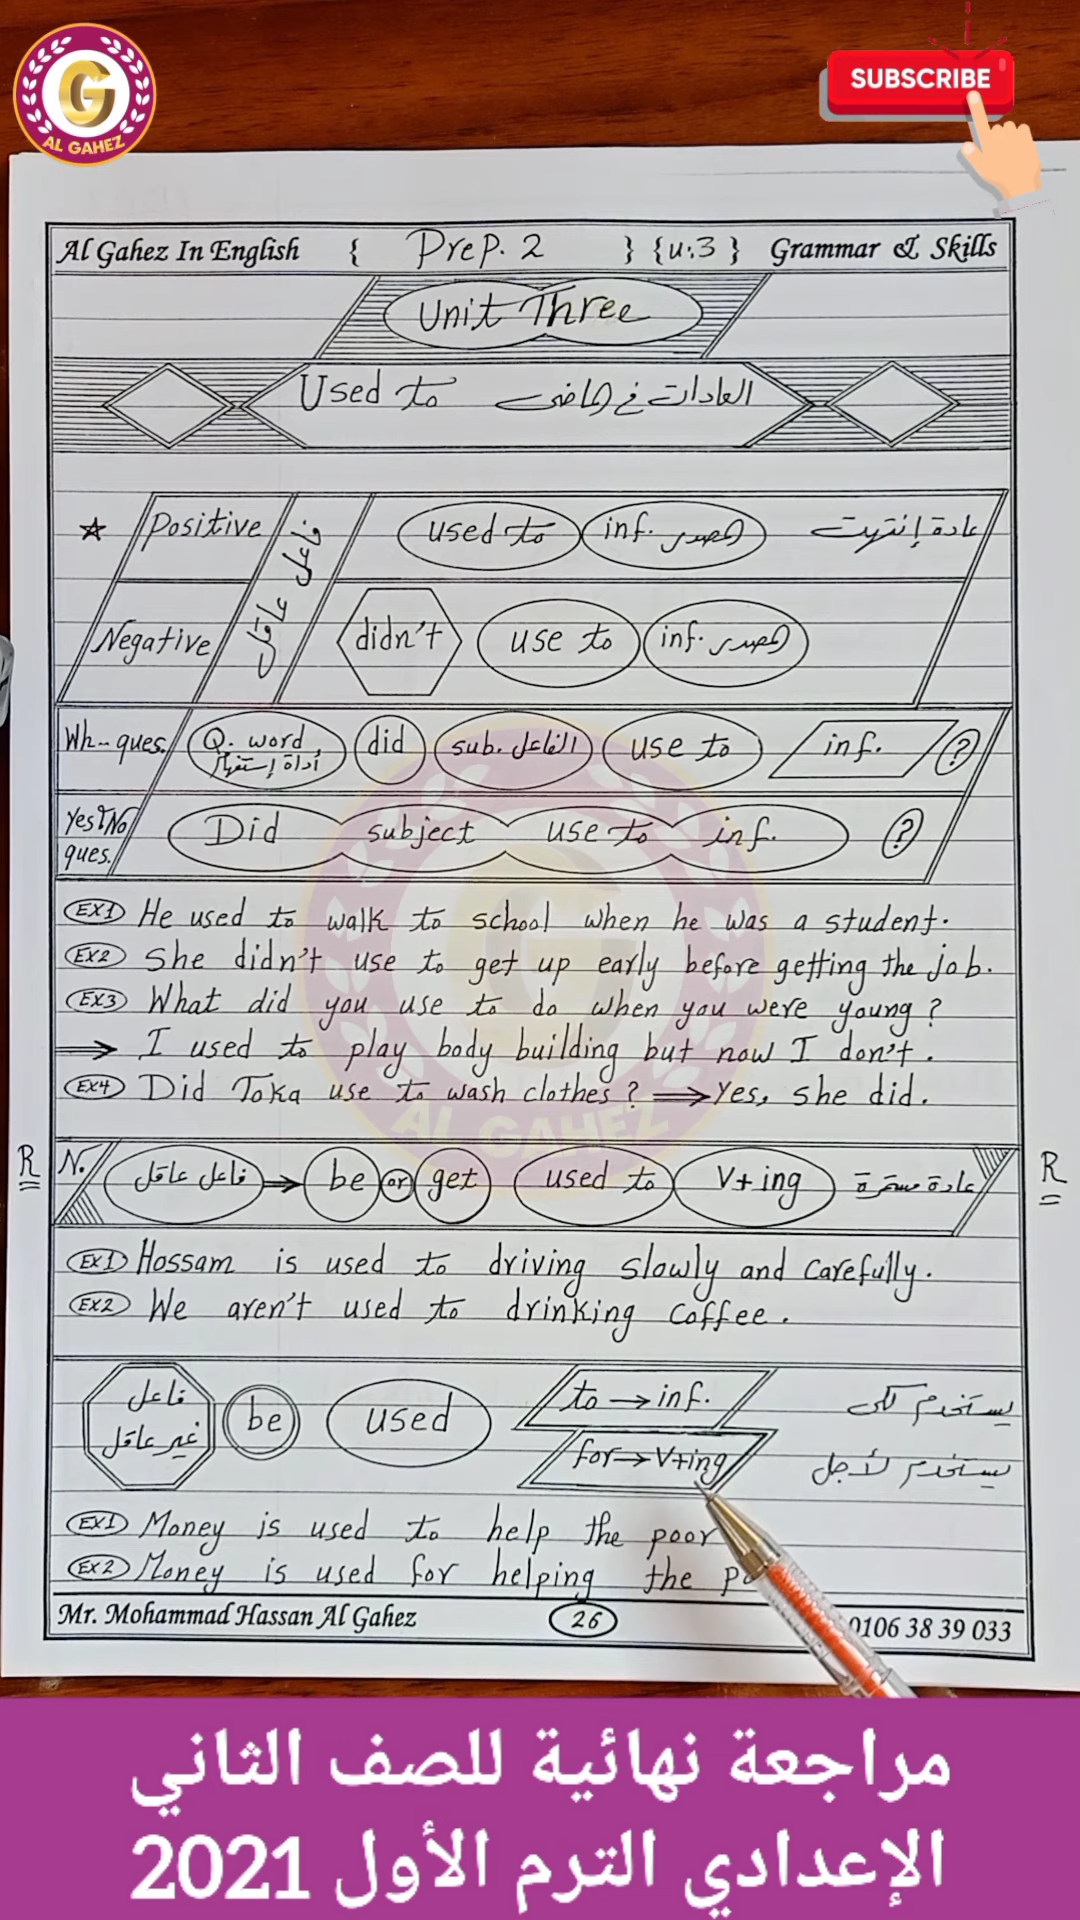 AL GAHEZ
SUBSCRIBE
Al Gahez In English { Prep. 2 } {u:3} Grammar & Skills
Unit Three
Used to العادات في الماضى
☆ Positive فاعل عاقل used to inf. المصدر عادة إنتهت
Negative didn't use to inf. المصدر
Wh-- ques. Q. word أداة إستفهام did sub. الفاعل use to inf. ?
Yes & No ques. Did subject use to inf. ?
EX1 He used to walk to school when he was a student.
EX2 She didn't use to get up early before getting the job.
EX3 What did you use to do when you were young?
⇒ I used to play body building but now I don't.
EX4 Did Toka use to wash clothes? ⇒ Yes, she did.
AL GAHEZ
R N. فاعل عاقل → be or get used to V+ing عادة مستمرة R
EX1 Hossam is used to driving slowly and carefully.
EX2 We aren't used to drinking coffee.
فاعل غير عاقل be used to → inf. يستخدم لكى
for → V+ing يستخدم لأجل
EX1 Money is used to help the poor
EX2 Money is used for helping the
Mr. Mohammad Hassan Al Gahez 26 0106 38 39 033
مراجعة نهائية للصف الثاني
الإعدادي الترم الأول 2021